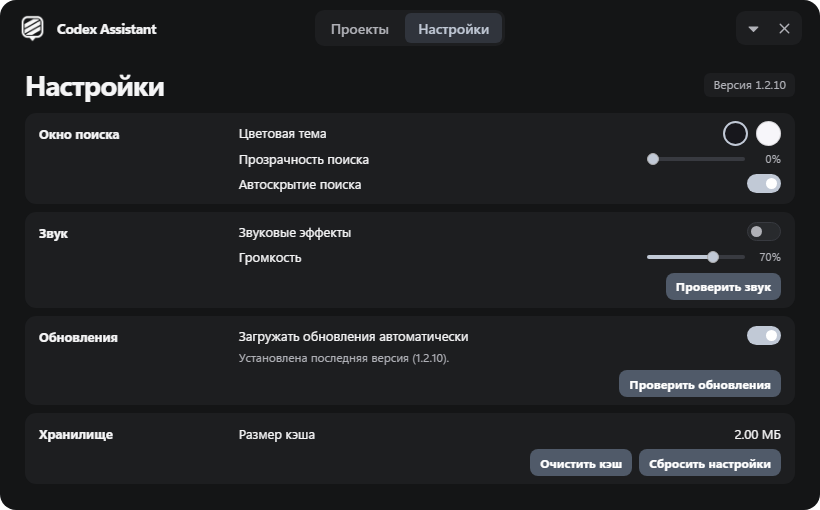 Codex Assistant
Проекты
Настройки
Настройки
Версия 1.2.10
Окно поиска
Цветовая тема
Прозрачность поиска
0%
Автоскрытие поиска
Звук
Звуковые эффекты
Громкость
70%
Проверить звук
Обновления
Загружать обновления автоматически
Установлена последняя версия (1.2.10).
Проверить обновления
Хранилище
Размер кэша
2.00 МБ
Очистить кэш
Сбросить настройки